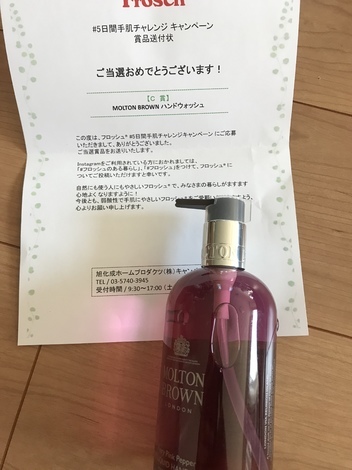 Frosch
#5日間手肌チャレンジ キャンペーン
賞品送付状
ご当選おめでとうございます！
【C 賞】
MOLTON BROWN ハンドウォッシュ
この度は、フロッシュ® #5日間手肌チャレンジキャンペーン にご応募
いただきまして、ありがとうございました。
ご当選賞品をお送りいたします。
Instagramをご利用されている方におかれましては、
「#フロッシュのある暮らし」、「#フロッシュ」をつけて、フロッシュ® に
ついてご投稿いただけますと幸いです。
自然にも使う人にもやさしいフロッシュ® で、みなさまの暮らしがますます
心地よくなりますように！
今後とも、弱酸性で手肌にやさしいフロッシュ®を
心よりお願い申し上げます。
旭化成ホームプロダクツ（株）キャン
TEL / 03-5740-3945
受付時間 / 9:30～17:00（土
MOLTON
BROWN
LONDON
Pink Pepper